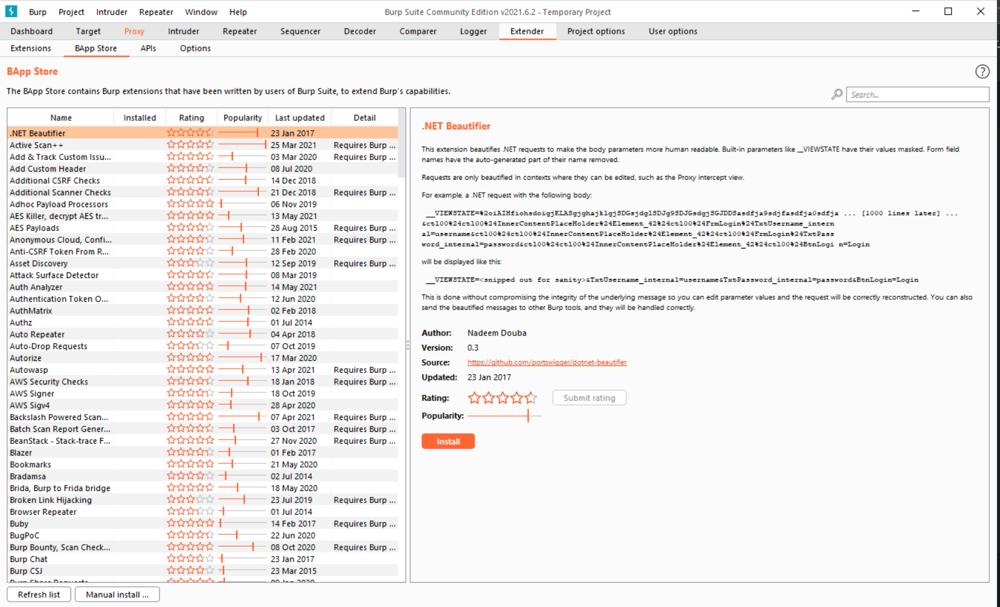 Burp Project Intruder Repeater Window Help Burp Suite Community Edition v2021.6.2 - Temporary Project
Dashboard Target Proxy Intruder Repeater Sequencer Decoder Comparer Logger Extender Project options User options
Extensions BApp Store APIs Options
BApp Store
The BApp Store contains Burp extensions that have been written by users of Burp Suite, to extend Burp's capabilities.
Search...
Name Installed Rating Popularity Last updated Detail
.NET Beautifier 23 Jan 2017
Active Scan++ 25 Mar 2021 Requires Burp ...
Add & Track Custom Issu... 03 Mar 2020 Requires Burp ...
Add Custom Header 08 Jul 2020
Additional CSRF Checks 14 Dec 2018
Additional Scanner Checks 21 Dec 2018 Requires Burp ...
Adhoc Payload Processors 06 Nov 2019
AES Killer, decrypt AES tr... 13 May 2021
AES Payloads 28 Aug 2015 Requires Burp ...
Anonymous Cloud, Confi... 11 Feb 2021 Requires Burp ...
Anti-CSRF Token From R... 28 Feb 2020
Asset Discovery 12 Sep 2019 Requires Burp ...
Attack Surface Detector 08 Mar 2019
Auth Analyzer 14 May 2021
Authentication Token O... 12 Jun 2020
AuthMatrix 02 Feb 2018
Authz 01 Jul 2014
Auto Repeater 04 Apr 2018
Auto-Drop Requests 07 Oct 2019
Autorize 17 Mar 2020
Autowasp 13 Apr 2021 Requires Burp ...
AWS Security Checks 18 Jan 2018 Requires Burp ...
AWS Signer 18 Oct 2019
AWS Sigv4 28 Apr 2020
Backslash Powered Scan... 07 Apr 2021 Requires Burp ...
Batch Scan Report Gener... 03 Oct 2017 Requires Burp ...
BeanStack - Stack-trace F... 27 Nov 2020 Requires Burp ...
Blazer 01 Feb 2017
Bookmarks 21 May 2020
Bradamsa 02 Jul 2014
Brida, Burp to Frida bridge 18 May 2020
Broken Link Hijacking 23 Jul 2019 Requires Burp ...
Browser Repeater 01 Jul 2014
Buby 14 Feb 2017 Requires Burp ...
BugPoC 22 Jun 2020
Burp Bounty, Scan Check... 08 Oct 2020 Requires Burp ...
Burp Chat 23 Jan 2017
Burp CSJ 23 Mar 2015
.NET Beautifier
This extension beautifies .NET requests to make the body parameters more human readable. Built-in parameters like __VIEWSTATE have their values masked. Form field
names have the auto-generated part of their name removed.
Requests are only beautified in contexts where they can be edited, such as the Proxy intercept view.
For example, a .NET request with the following body:
__VIEWSTATE=%2oiAIHfiohsdoigjKLASgjghajklgjSDGsjdglSDJg9SDJGsdgjSGJDDSasdfja9sdjfasdfja0sdfja ... [1000 lines later] ...
&ctl00%24ctl00%24InnerContentPlaceHolder%24Element_42%24ctl00%24FrmLogin%24TxtUsername_intern
al=username&ctl00%24ctl00%24InnerContentPlaceHolder%24Element_42%24ctl00%24FrmLogin%24TxtPass
word_internal=password&ctl00%24ctl00%24InnerContentPlaceHolder%24Element_42%24ctl00%24BtnLogi n=Login
will be displayed like this:
__VIEWSTATE=<snipped out for sanity>&TxtUsername_internal=username&TxtPassword_internal=password&BtnLogin=Login
This is done without compromising the integrity of the underlying message so you can edit parameter values and the request will be correctly reconstructed. You can also
send the beautified messages to other Burp tools, and they will be handled correctly.
Author: Nadeem Douba
Version: 0.3
Source: https://github.com/portswigger/dotnet-beautifier
Updated: 23 Jan 2017
Rating: Submit rating
Popularity:
Install
Refresh list Manual install ...